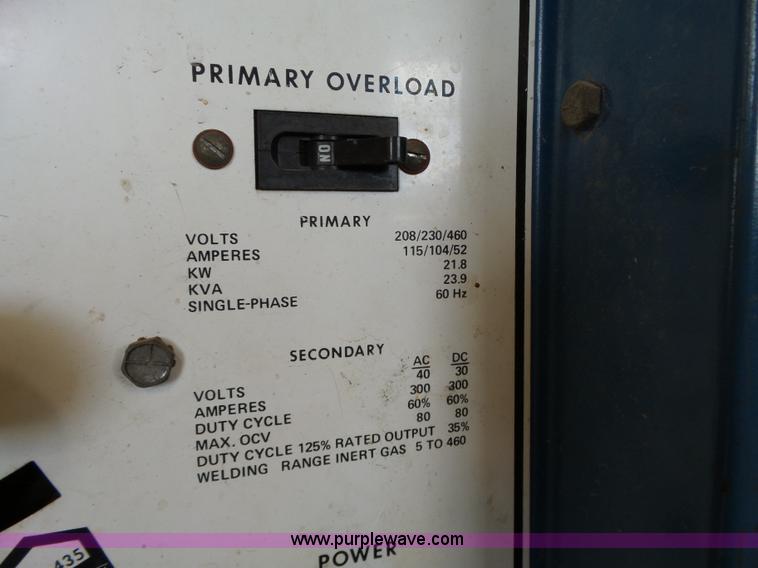 PRIMARY OVERLOAD
ON
PRIMARY
VOLTS 208/230/460
AMPERES 115/104/52
KW 21.8
KVA 23.9
SINGLE-PHASE 60 Hz
SECONDARY
AC DC
VOLTS 40 30
AMPERES 300 300
DUTY CYCLE 60% 60%
MAX. OCV 80 80
DUTY CYCLE 125% RATED OUTPUT 35%
WELDING RANGE INERT GAS 5 TO 460
www.purplewave.com
POWER
435